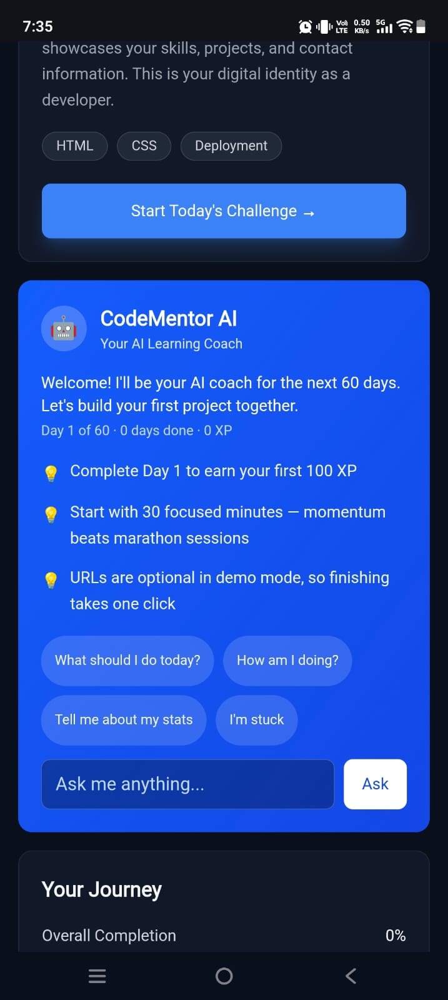 7:35
Vo) LTE
0.50 KB/s
5G
showcases your skills, projects, and contact
information. This is your digital identity as a
developer.
HTML
CSS
Deployment
Start Today's Challenge →
CodeMentor AI
Your AI Learning Coach
Welcome! I'll be your AI coach for the next 60 days.
Let's build your first project together.
Day 1 of 60 · 0 days done · 0 XP
Complete Day 1 to earn your first 100 XP
Start with 30 focused minutes — momentum
beats marathon sessions
URLs are optional in demo mode, so finishing
takes one click
What should I do today?
How am I doing?
Tell me about my stats
I'm stuck
Ask me anything...
Ask
Your Journey
Overall Completion
0%